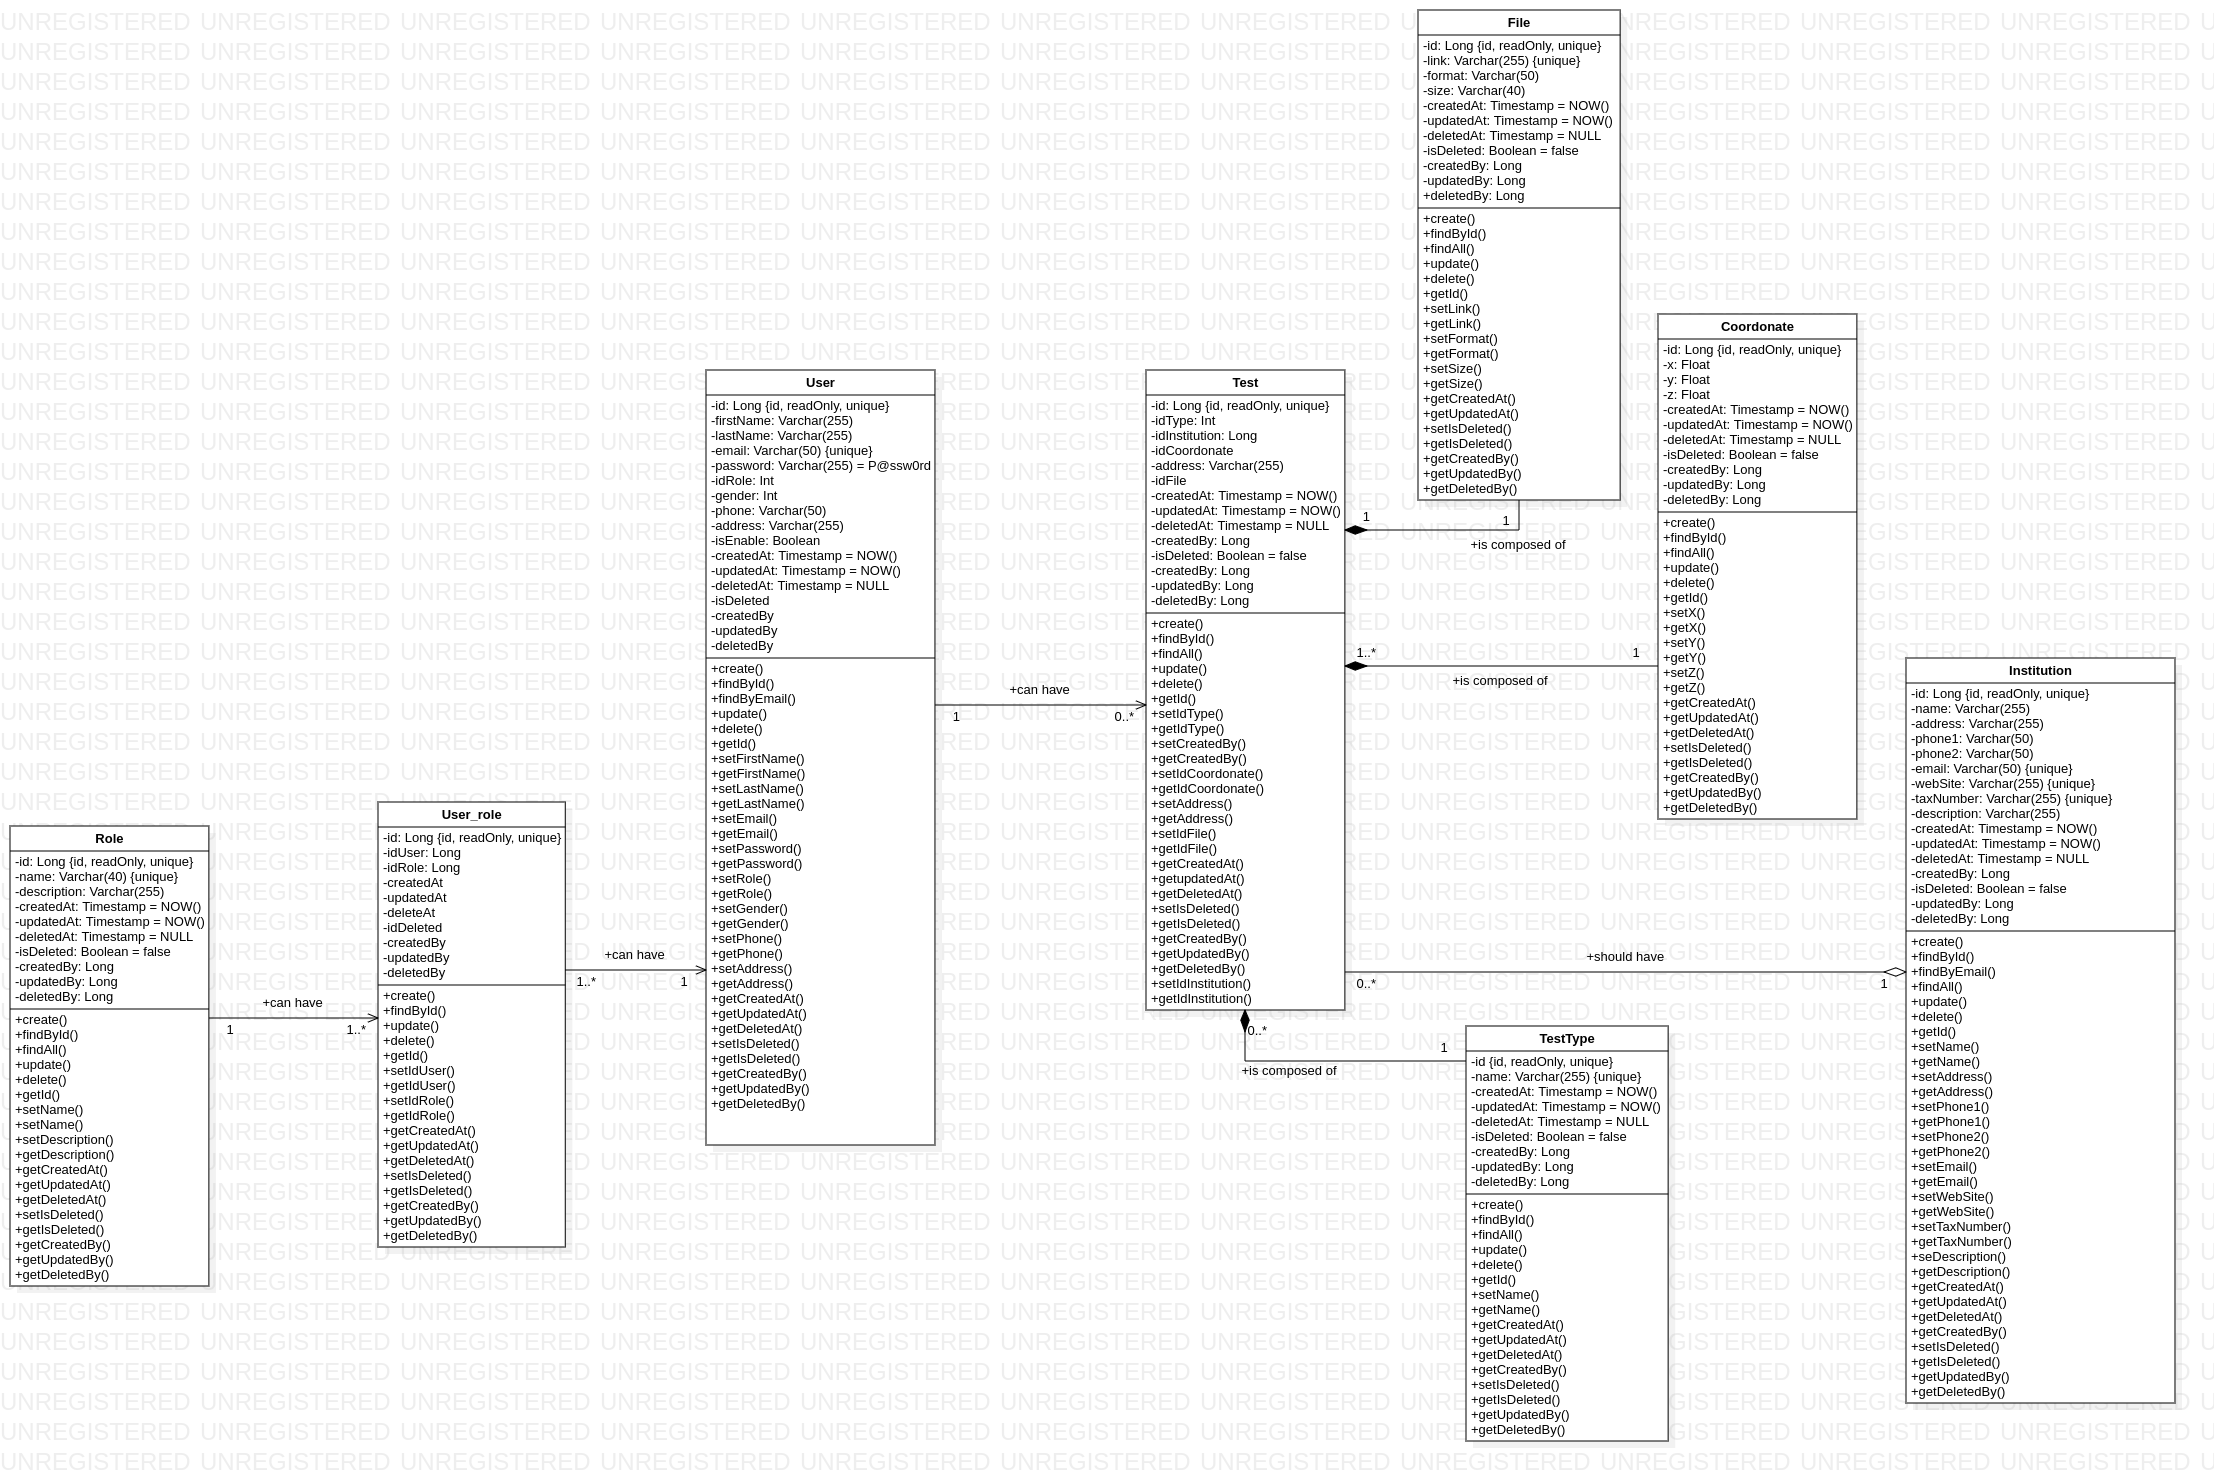 File
-id: Long {id, readOnly, unique}
-link: Varchar(255) {unique}
-format: Varchar(50)
-size: Varchar(40)
-createdAt: Timestamp = NOW()
-updatedAt: Timestamp = NOW()
-deletedAt: Timestamp = NULL
-isDeleted: Boolean = false
-createdBy: Long
-updatedBy: Long
+deletedBy: Long
+create()
+findById()
+findAll()
+update()
+delete()
+getId()
+setLink()
+getLink()
+setFormat()
+getFormat()
+setSize()
+getSize()
+getCreatedAt()
+getUpdatedAt()
+setIsDeleted()
+getIsDeleted()
+getCreatedBy()
+getUpdatedBy()
+getDeletedBy()
1
1
+is composed of
Coordonate
-id: Long {id, readOnly, unique}
-x: Float
-y: Float
-z: Float
-createdAt: Timestamp = NOW()
-updatedAt: Timestamp = NOW()
-deletedAt: Timestamp = NULL
-isDeleted: Boolean = false
-createdBy: Long
-updatedBy: Long
-deletedBy: Long
+create()
+findById()
+findAll()
+update()
+delete()
+getId()
+setX()
+getX()
+setY()
+getY()
+setZ()
+getZ()
+getCreatedAt()
+getUpdatedAt()
+getDeletedAt()
+setIsDeleted()
+getIsDeleted()
+getCreatedBy()
+getUpdatedBy()
+getDeletedBy()
1..*
1
+is composed of
User
-id: Long {id, readOnly, unique}
-firstName: Varchar(255)
-lastName: Varchar(255)
-email: Varchar(50) {unique}
-password: Varchar(255) = P@ssw0rd
-idRole: Int
-gender: Int
-phone: Varchar(50)
-address: Varchar(255)
-isEnable: Boolean
-createdAt: Timestamp = NOW()
-updatedAt: Timestamp = NOW()
-deletedAt: Timestamp = NULL
-isDeleted
-createdBy
-updatedBy
-deletedBy
+create()
+findById()
+findByEmail()
+update()
+delete()
+getId()
+setFirstName()
+getFirstName()
+setLastName()
+getLastName()
+setEmail()
+getEmail()
+setPassword()
+getPassword()
+setRole()
+getRole()
+setGender()
+getGender()
+setPhone()
+getPhone()
+setAddress()
+getAddress()
+getCreatedAt()
+getUpdatedAt()
+getDeletedAt()
+setIsDeleted()
+getIsDeleted()
+getCreatedBy()
+getUpdatedBy()
+getDeletedBy()
+can have
1
0..*
Test
-id: Long {id, readOnly, unique}
-idType: Int
-idInstitution: Long
-idCoordonate
-address: Varchar(255)
-idFile
-createdAt: Timestamp = NOW()
-updatedAt: Timestamp = NOW()
-deletedAt: Timestamp = NULL
-createdBy: Long
-isDeleted: Boolean = false
-createdBy: Long
-updatedBy: Long
-deletedBy: Long
+create()
+findById()
+findAll()
+update()
+delete()
+getId()
+setIdType()
+getIdType()
+setCreatedBy()
+getCreatedBy()
+setIdCoordonate()
+getIdCoordonate()
+setAddress()
+getAddress()
+setIdFile()
+getIdFile()
+getCreatedAt()
+getupdatedAt()
+getDeletedAt()
+setIsDeleted()
+getIsDeleted()
+getCreatedBy()
+getUpdatedBy()
+getDeletedBy()
+setIdInstitution()
+getIdInstitution()
Institution
-id: Long {id, readOnly, unique}
-name: Varchar(255)
-address: Varchar(255)
-phone1: Varchar(50)
-phone2: Varchar(50)
-email: Varchar(50) {unique}
-webSite: Varchar(255) {unique}
-taxNumber: Varchar(255) {unique}
-description: Varchar(255)
-createdAt: Timestamp = NOW()
-updatedAt: Timestamp = NOW()
-deletedAt: Timestamp = NULL
-createdBy: Long
-isDeleted: Boolean = false
-updatedBy: Long
-deletedBy: Long
+create()
+findById()
+findByEmail()
+findAll()
+update()
+delete()
+getId()
+setName()
+getName()
+setAddress()
+getAddress()
+setPhone1()
+getPhone1()
+setPhone2()
+getPhone2()
+setEmail()
+getEmail()
+setWebSite()
+getWebSite()
+setTaxNumber()
+getTaxNumber()
+seDescription()
+getDescription()
+getCreatedAt()
+getUpdatedAt()
+getDeletedAt()
+getCreatedBy()
+setIsDeleted()
+getIsDeleted()
+getUpdatedBy()
+getDeletedBy()
+should have
0..*
1
Role
-id: Long {id, readOnly, unique}
-name: Varchar(40) {unique}
-description: Varchar(255)
-createdAt: Timestamp = NOW()
-updatedAt: Timestamp = NOW()
-deletedAt: Timestamp = NULL
-isDeleted: Boolean = false
-createdBy: Long
-updatedBy: Long
-deletedBy: Long
+create()
+findById()
+findAll()
+update()
+delete()
+getId()
+setName()
+setName()
+setDescription()
+getDescription()
+getCreatedAt()
+getUpdatedAt()
+getDeletedAt()
+setIsDeleted()
+getIsDeleted()
+getCreatedBy()
+getUpdatedBy()
+getDeletedBy()
+can have
1
1..*
User_role
-id: Long {id, readOnly, unique}
-idUser: Long
-idRole: Long
-createdAt
-updatedAt
-deleteAt
-idDeleted
-createdBy
-updatedBy
-deletedBy
+create()
+findById()
+update()
+delete()
+getId()
+setIdUser()
+getIdUser()
+setIdRole()
+getIdRole()
+getCreatedAt()
+getUpdatedAt()
+getDeletedAt()
+setIsDeleted()
+getIsDeleted()
+getCreatedBy()
+getUpdatedBy()
+getDeletedBy()
+can have
1..*
1
0..*
1
+is composed of
TestType
-id {id, readOnly, unique}
-name: Varchar(255) {unique}
-createdAt: Timestamp = NOW()
-updatedAt: Timestamp = NOW()
-deletedAt: Timestamp = NULL
-isDeleted: Boolean = false
-createdBy: Long
-updatedBy: Long
-deletedBy: Long
+create()
+findById()
+findAll()
+update()
+delete()
+getId()
+setName()
+getName()
+getCreatedAt()
+getUpdatedAt()
+getDeletedAt()
+getCreatedBy()
+setIsDeleted()
+getIsDeleted()
+getUpdatedBy()
+getDeletedBy()
UNREGISTERED